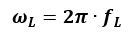 ω_L = 2π · f_L